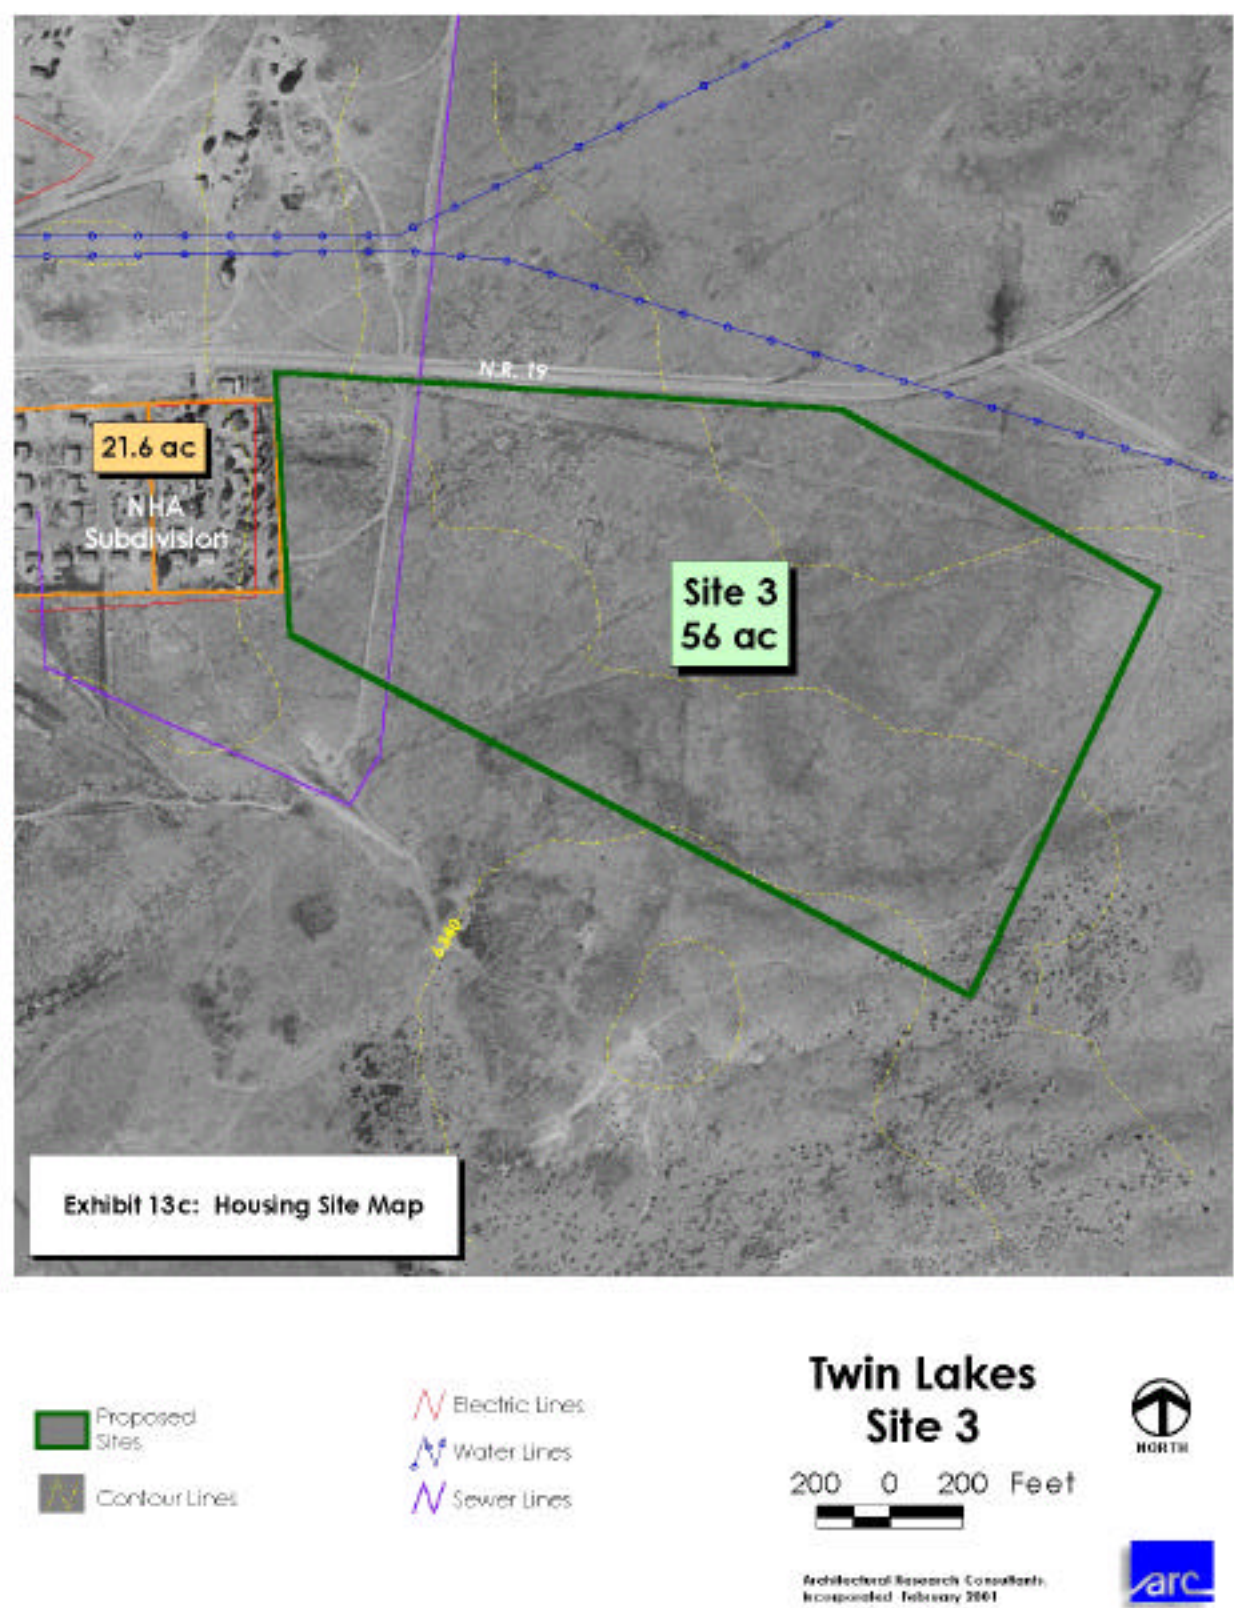 N.R. 19
21.6 ac
NHA
Subdivision
Site 3
56 ac
6340
Exhibit 13c: Housing Site Map
Proposed
Sites
Contour Lines
Electric Lines
Water Lines
Sewer Lines
Twin Lakes
Site 3
200 0 200 Feet
NORTH
Architectural Research Consultants,
Incorporated February 2001
arc